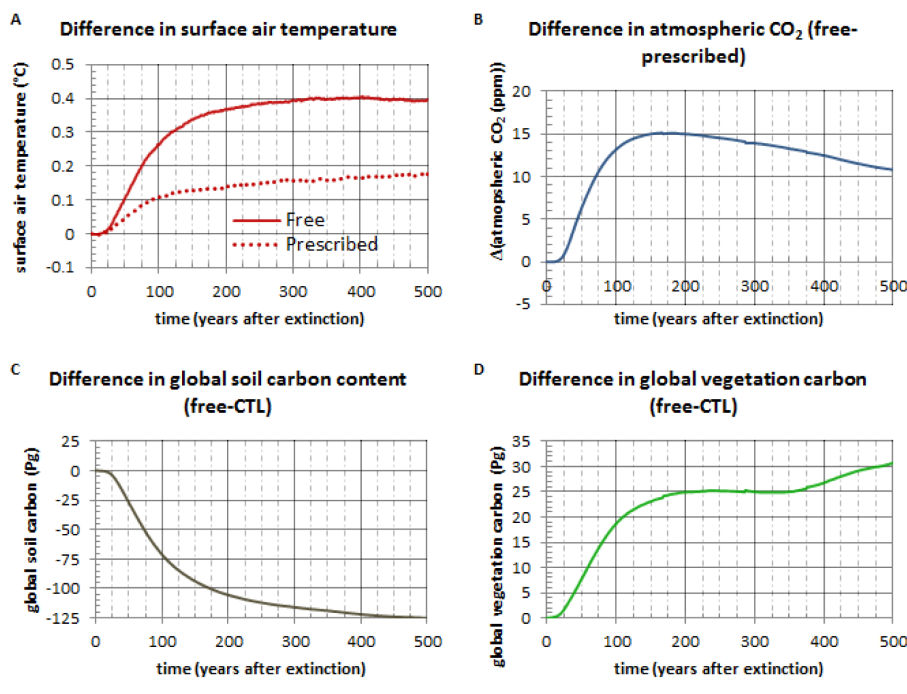 A
Difference in surface air temperature
surface air temperature (°C)
0.5
0.4
0.3
0.2
0.1
0
-0.1
Free
Prescribed
0 100 200 300 400 500
time (years after extinction)
B
Difference in atmospheric CO₂ (free-
prescribed)
Δ(atmopspheric CO₂ (ppm))
20
15
10
5
0
-5
0 100 200 300 400 500
time (years after extinction)
C
Difference in global soil carbon content
(free-CTL)
global soil carbon (Pg)
25
0
-25
-50
-75
-100
-125
0 100 200 300 400 500
time (years after extinction)
D
Difference in global vegetation carbon
(free-CTL)
global vegetation carbon (Pg)
35
30
25
20
15
10
5
0
0 100 200 300 400 500
time (years after extinction)